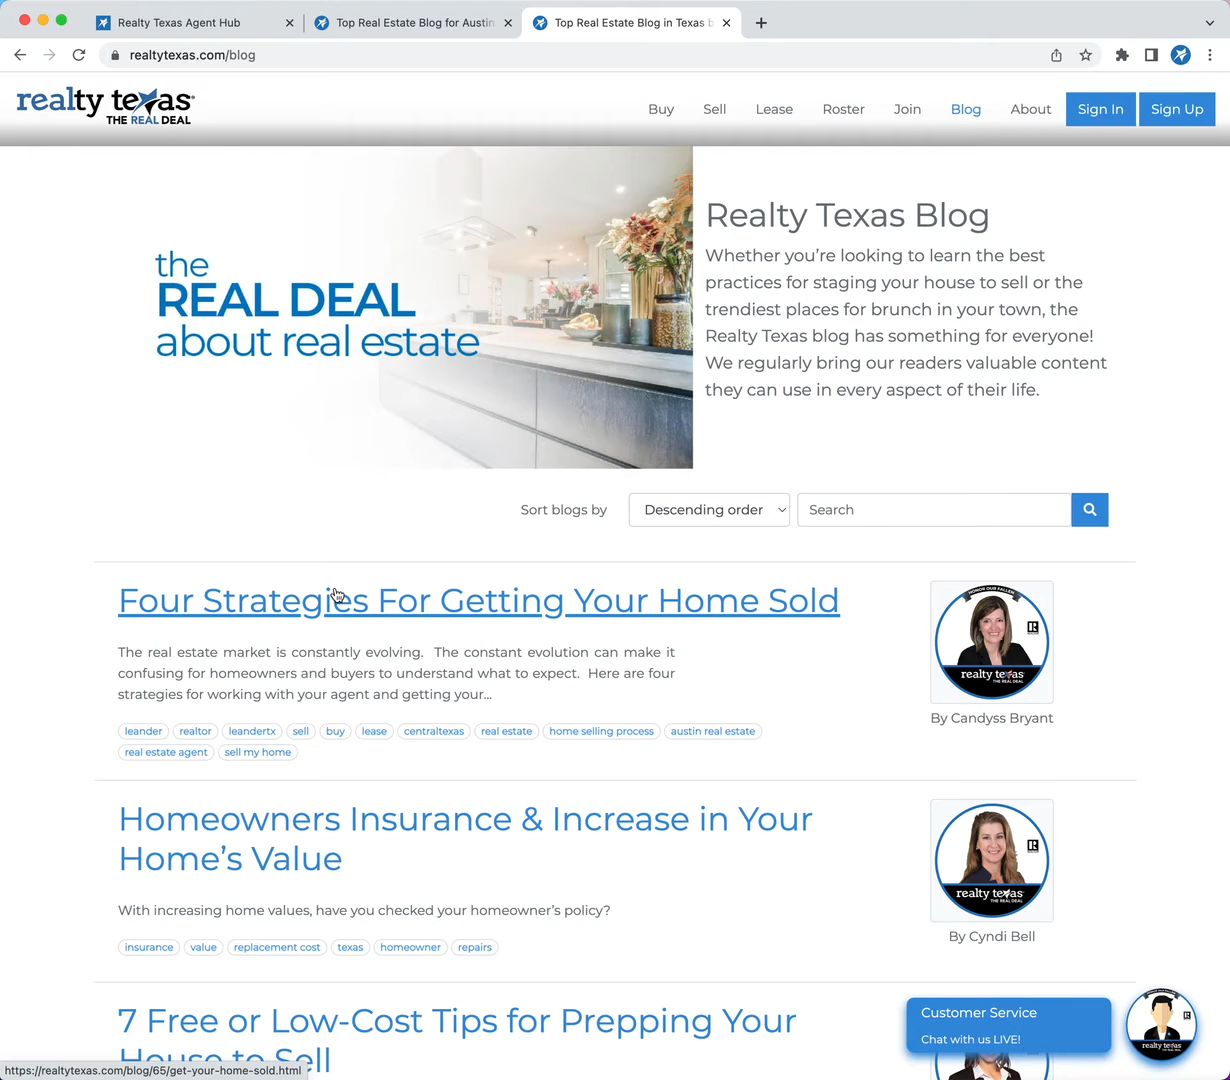 Realty Texas Agent Hub
Top Real Estate Blog for Austin
Top Real Estate Blog in Texas b
realtytexas.com/blog
realty texas
THE REAL DEAL
Buy
Sell
Lease
Roster
Join
Blog
About
Sign In
Sign Up
the
REAL DEAL
about real estate
Realty Texas Blog
Whether you’re looking to learn the best
practices for staging your house to sell or the
trendiest places for brunch in your town, the
Realty Texas blog has something for everyone!
We regularly bring our readers valuable content
they can use in every aspect of their life.
Sort blogs by
Descending order
Search
Four Strategies For Getting Your Home Sold
The real estate market is constantly evolving. The constant evolution can make it
confusing for homeowners and buyers to understand what to expect. Here are four
strategies for working with your agent and getting your...
leander realtor leandertx sell buy lease centraltexas real estate home selling process austin real estate
real estate agent sell my home
HONOR OUR FALLEN
realty texas
THE REAL DEAL
By Candyss Bryant
Homeowners Insurance & Increase in Your
Home’s Value
With increasing home values, have you checked your homeowner’s policy?
insurance value replacement cost texas homeowner repairs
realty texas
THE REAL DEAL
By Cyndi Bell
7 Free or Low-Cost Tips for Prepping Your
House to Sell
Customer Service
Chat with us LIVE!
realty texas
https://realtytexas.com/blog/65/get-your-home-sold.html